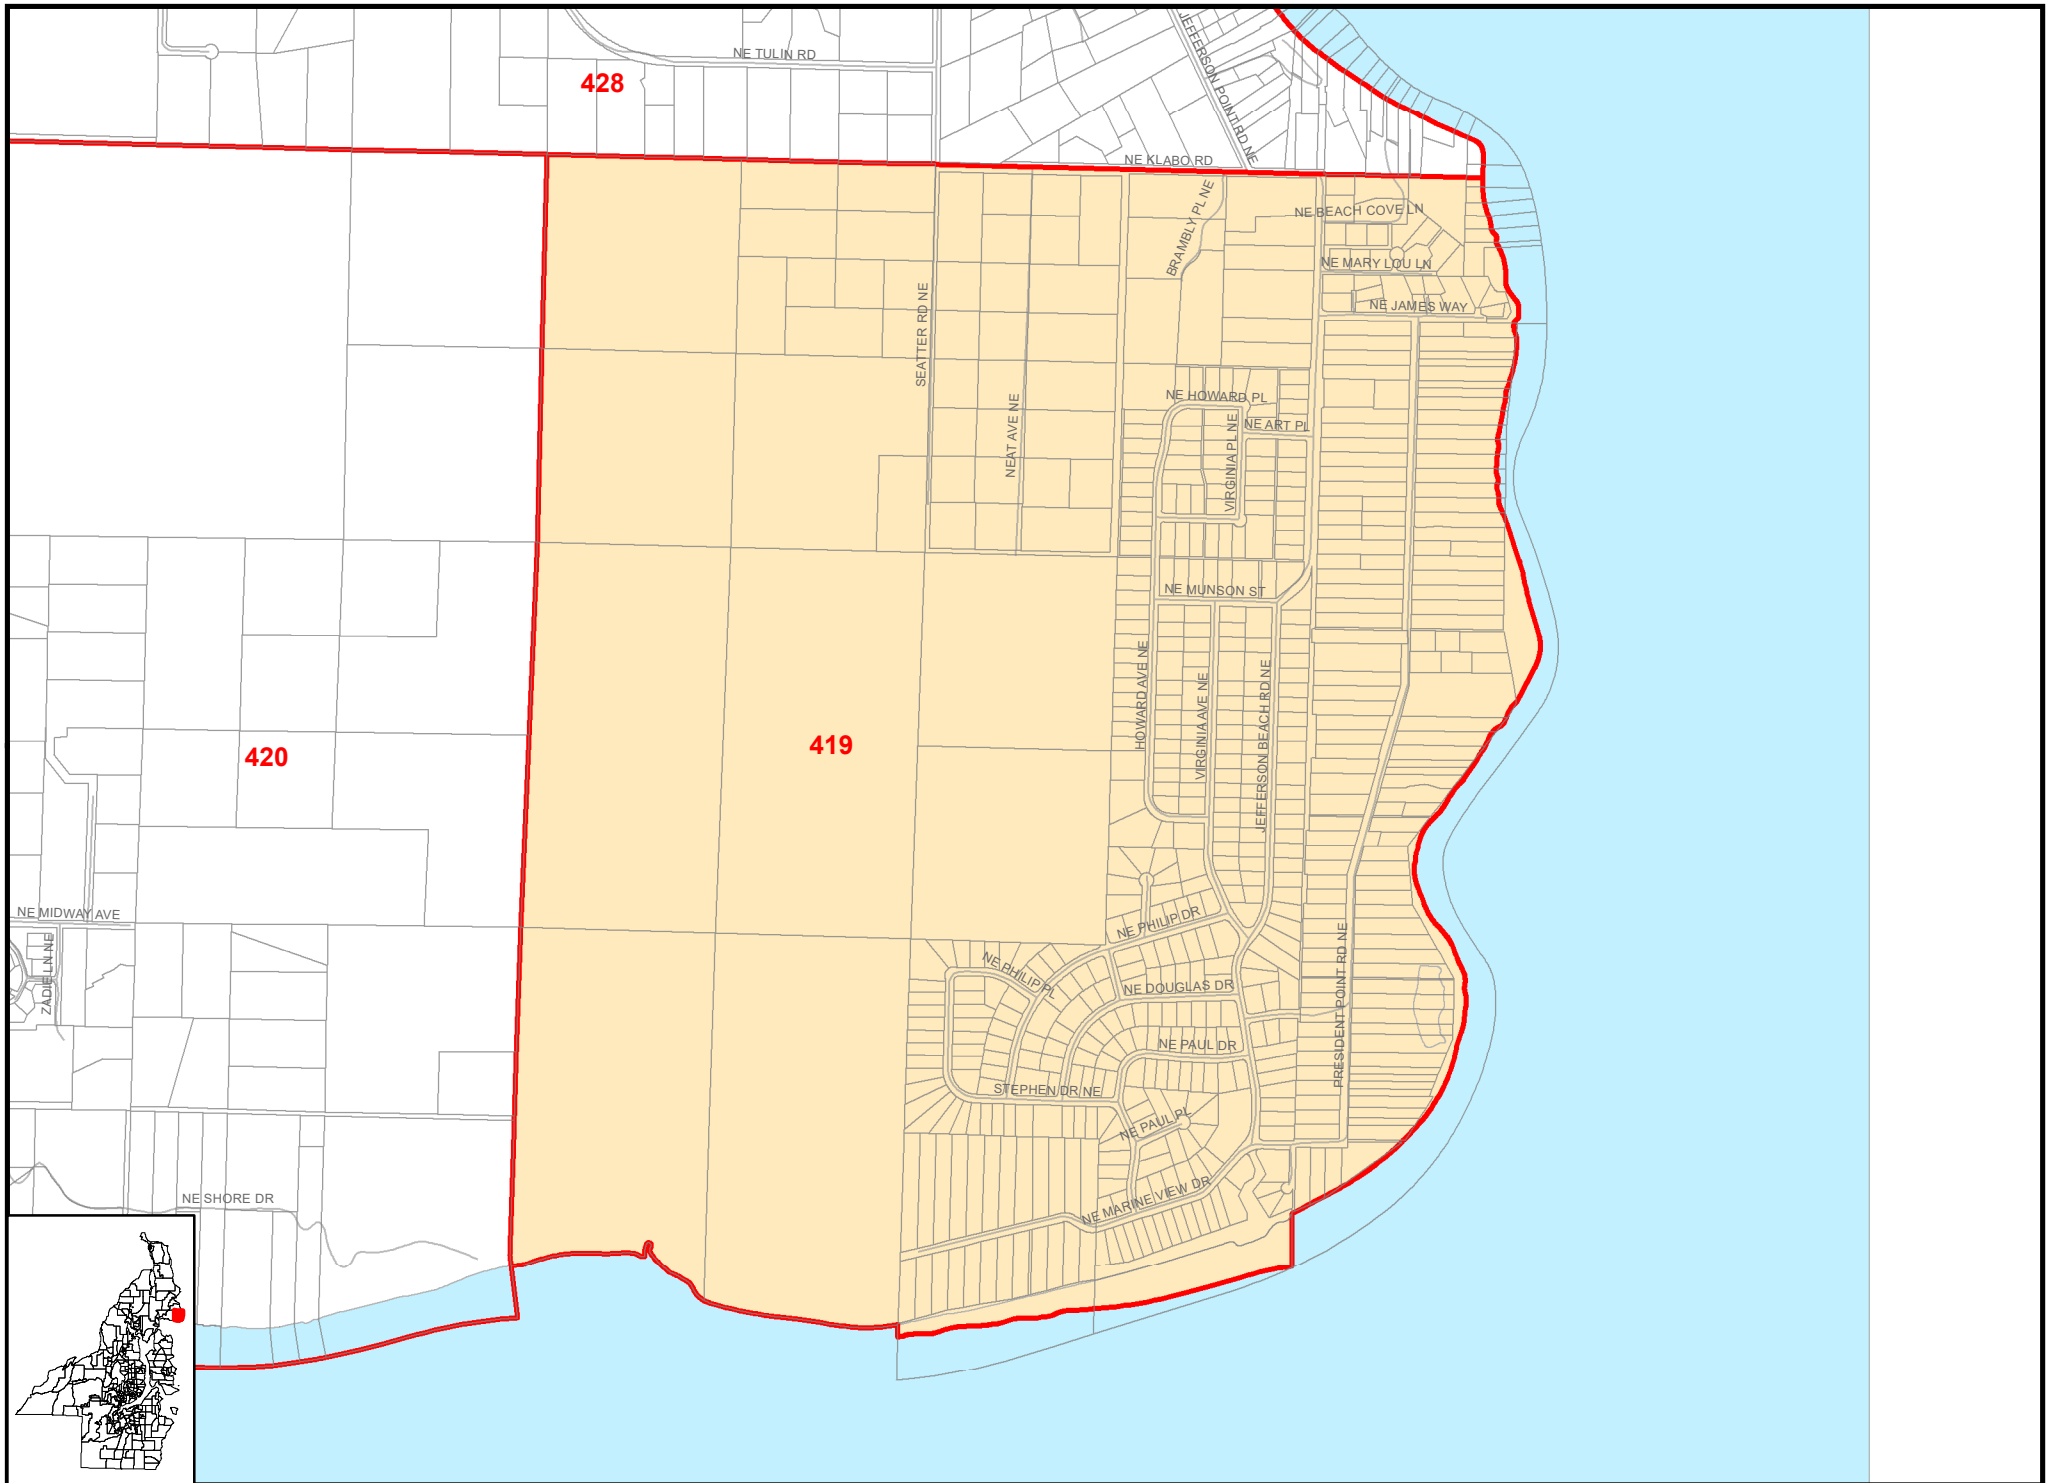 NE TULIN RD
428
JEFFERSON POINT RD NE
NE KLABO RD
BRAMBLY PL NE
NE BEACH COVE LN
NE MARY LOU LN
NE JAMES WAY
SEATTER RD NE
NEAT AVE NE
NE HOWARD PL
NE ART PL
VIRGINIA PL NE
NE MUNSON ST
HOWARD AVE NE
VIRGINIA AVE NE
JEFFERSON BEACH RD NE
419
420
NE MIDWAY AVE
ZADIE LN NE
NE PHILIP DR
NE PHILIP PL
NE DOUGLAS DR
PRESIDENT POINT RD NE
NE PAUL DR
STEPHEN DR NE
NE PAUL PL
NE MARINE VIEW DR
NE SHORE DR